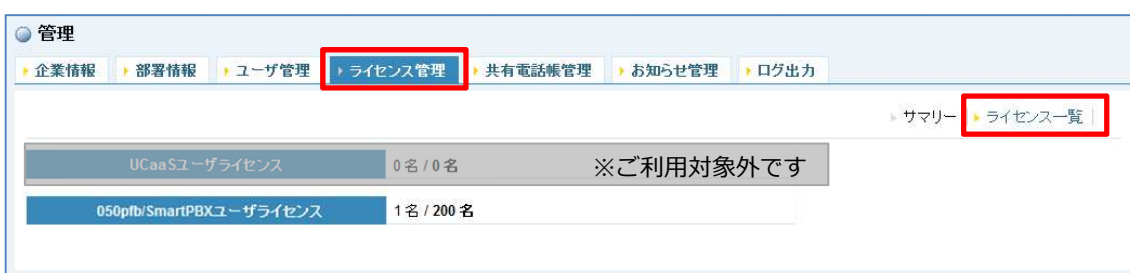 管理
企業情報 部署情報 ユーザ管理 ライセンス管理 共有電話帳管理 お知らせ管理 ログ出力
サマリー ライセンス一覧
UCaaSユーザライセンス 0名 / 0名 ※ご利用対象外です
050pfb/SmartPBXユーザライセンス 1名 / 200名